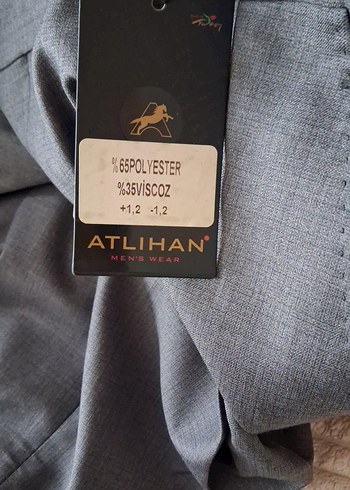 %65POLYESTER
%35VİSCOZ
+1,2 -1,2
ATLIHAN
MEN'S WEAR